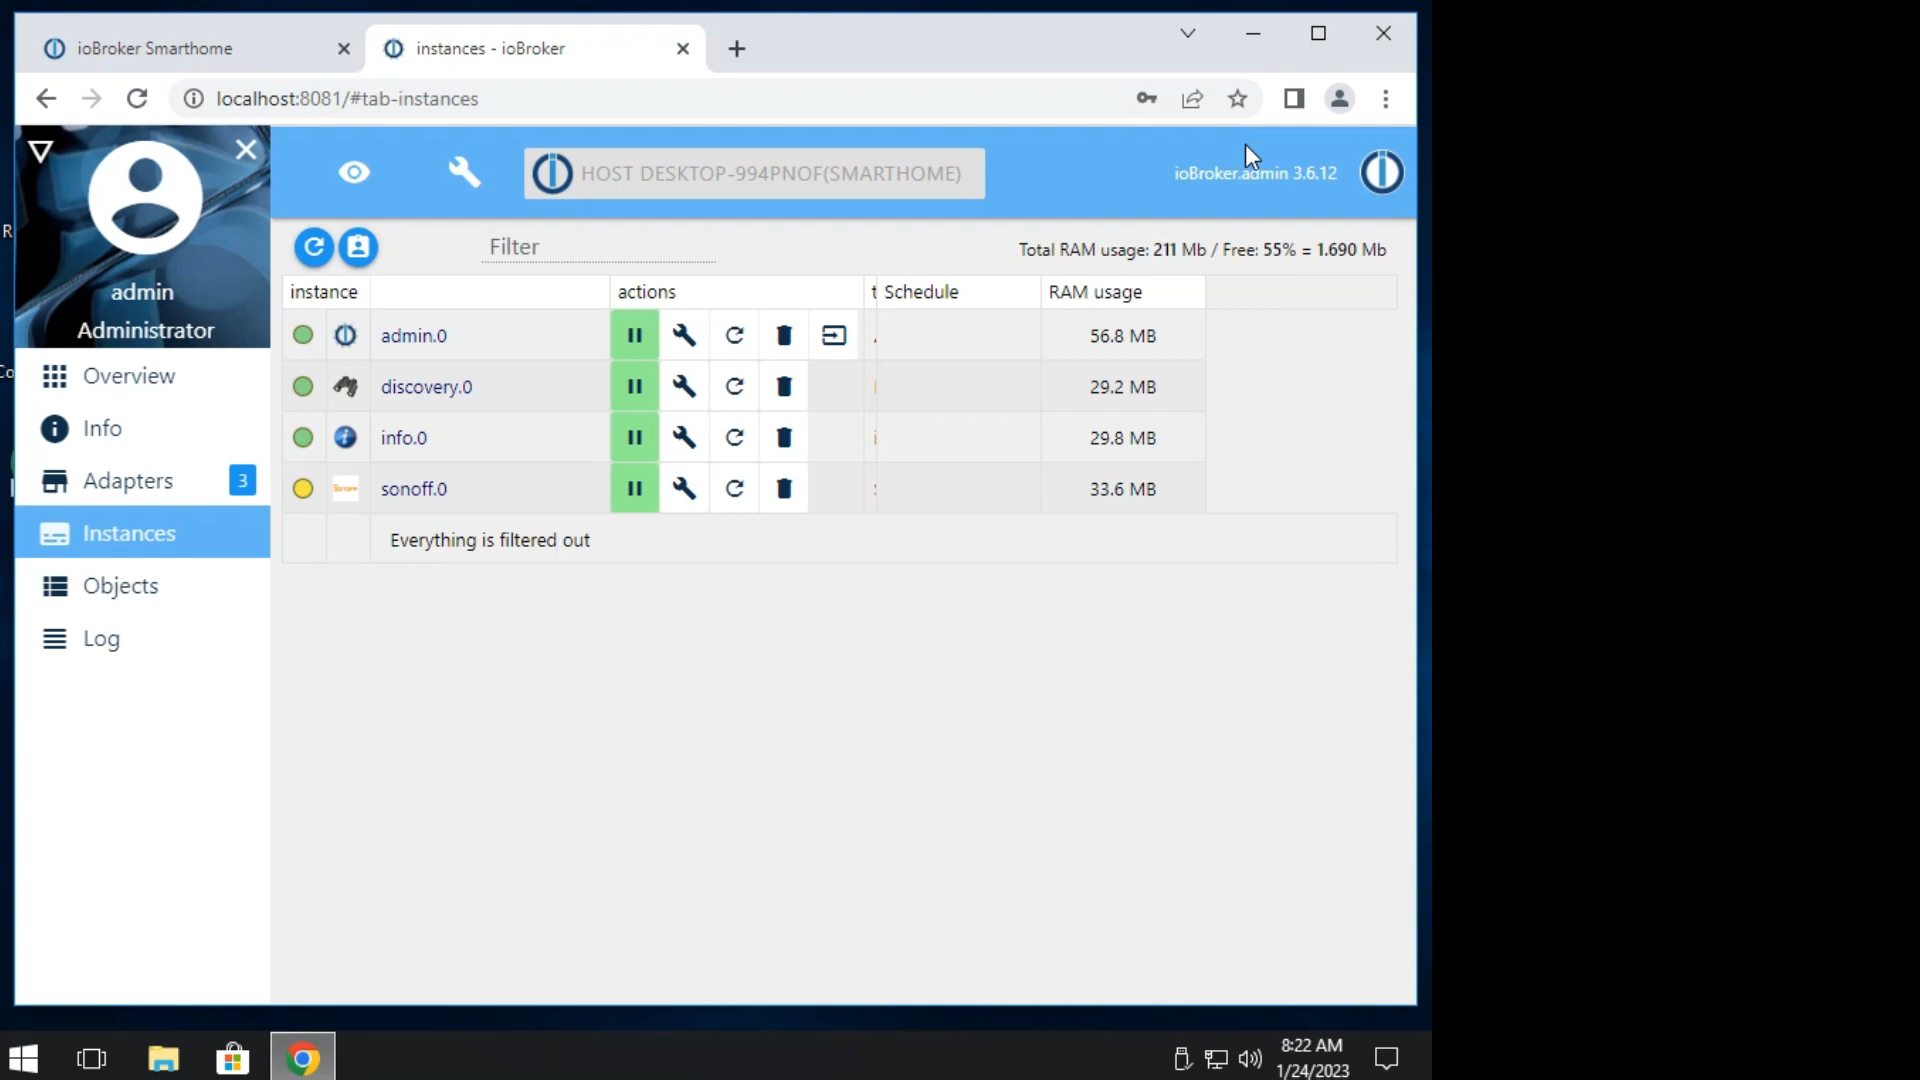 ioBroker Smarthome
instances - ioBroker
localhost:8081/#tab-instances
HOST DESKTOP-994PNOF(SMARTHOME)
ioBroker.admin 3.6.12
admin
Administrator
Filter
Total RAM usage: 211 Mb / Free: 55% = 1.690 Mb
instance
actions
t
Schedule
RAM usage
admin.0
56.8 MB
discovery.0
29.2 MB
info.0
29.8 MB
sonoff.0
33.6 MB
Everything is filtered out
Overview
Info
Adapters
3
Instances
Objects
Log
R
Co
8:22 AM
1/24/2023